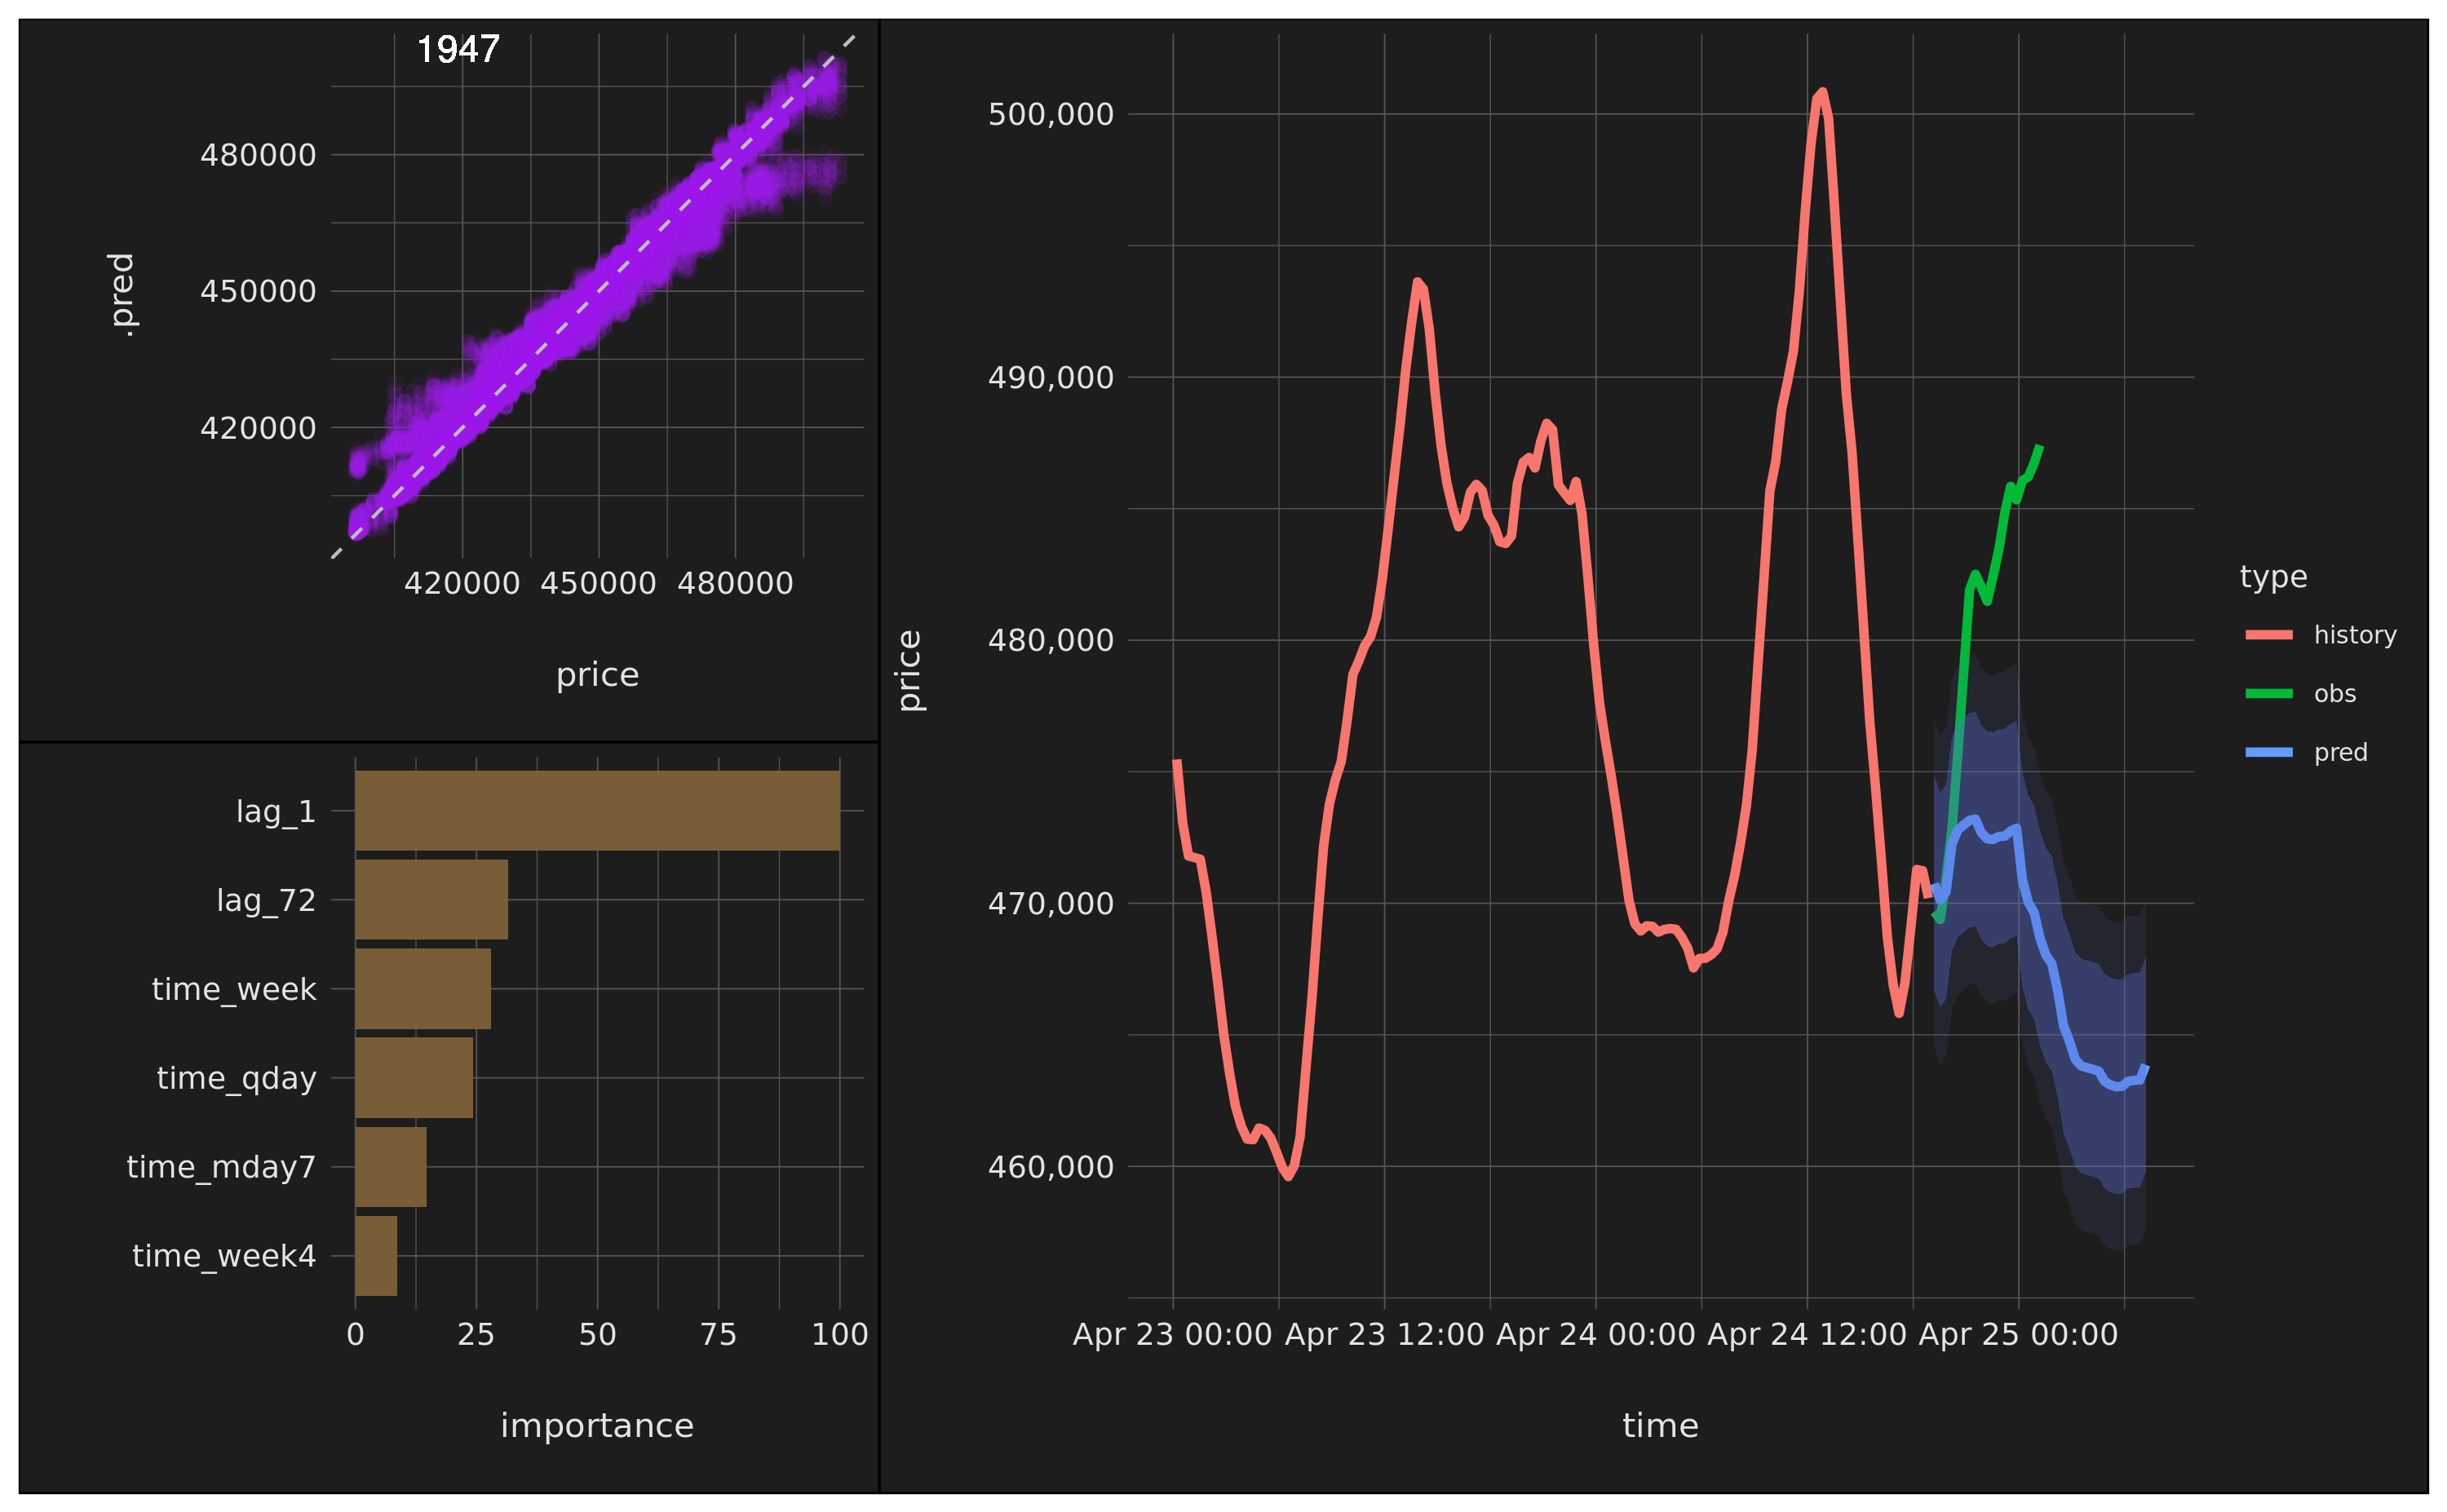 1947
.pred
480000
450000
420000
420000 450000 480000
price
lag_1
lag_72
time_week
time_qday
time_mday7
time_week4
0 25 50 75 100
importance
price
500,000
490,000
480,000
470,000
460,000
Apr 23 00:00 Apr 23 12:00 Apr 24 00:00 Apr 24 12:00 Apr 25 00:00
time
type
history
obs
pred